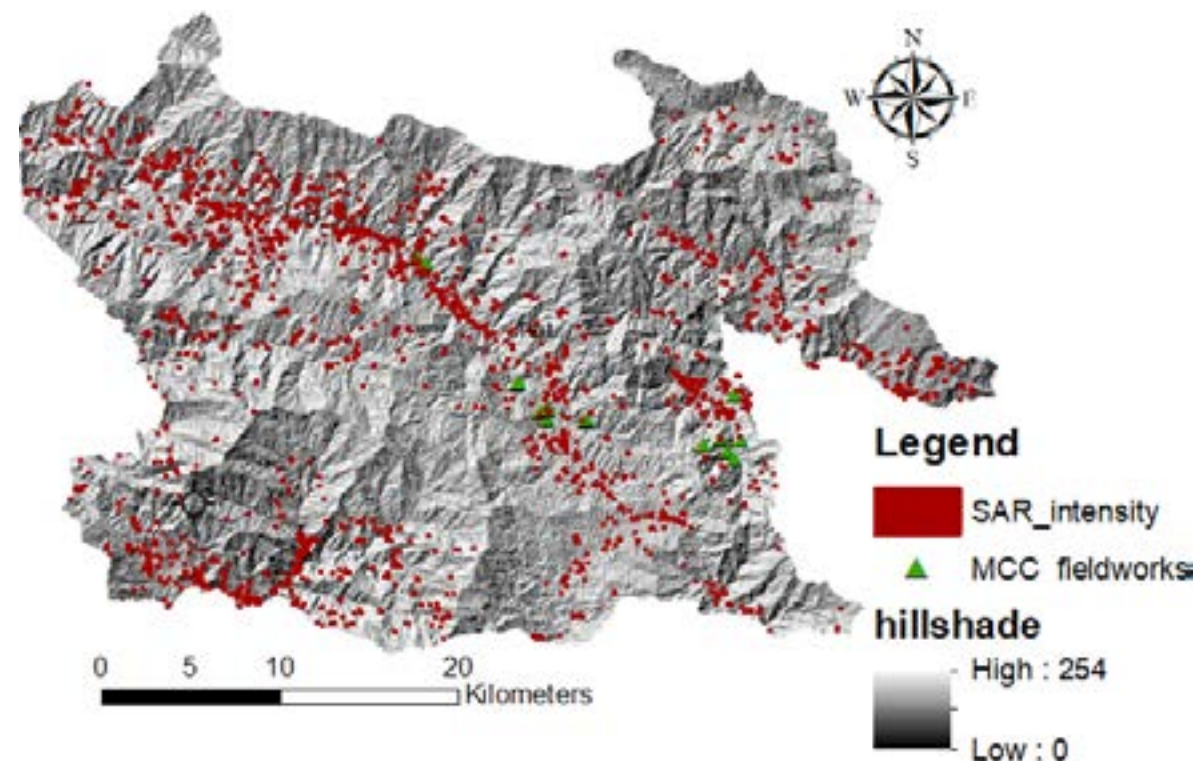 N
W E
S
Legend
SAR_intensity
MCC fieldworks
hillshade
High : 254
Low : 0
0 5 10 20
Kilometers